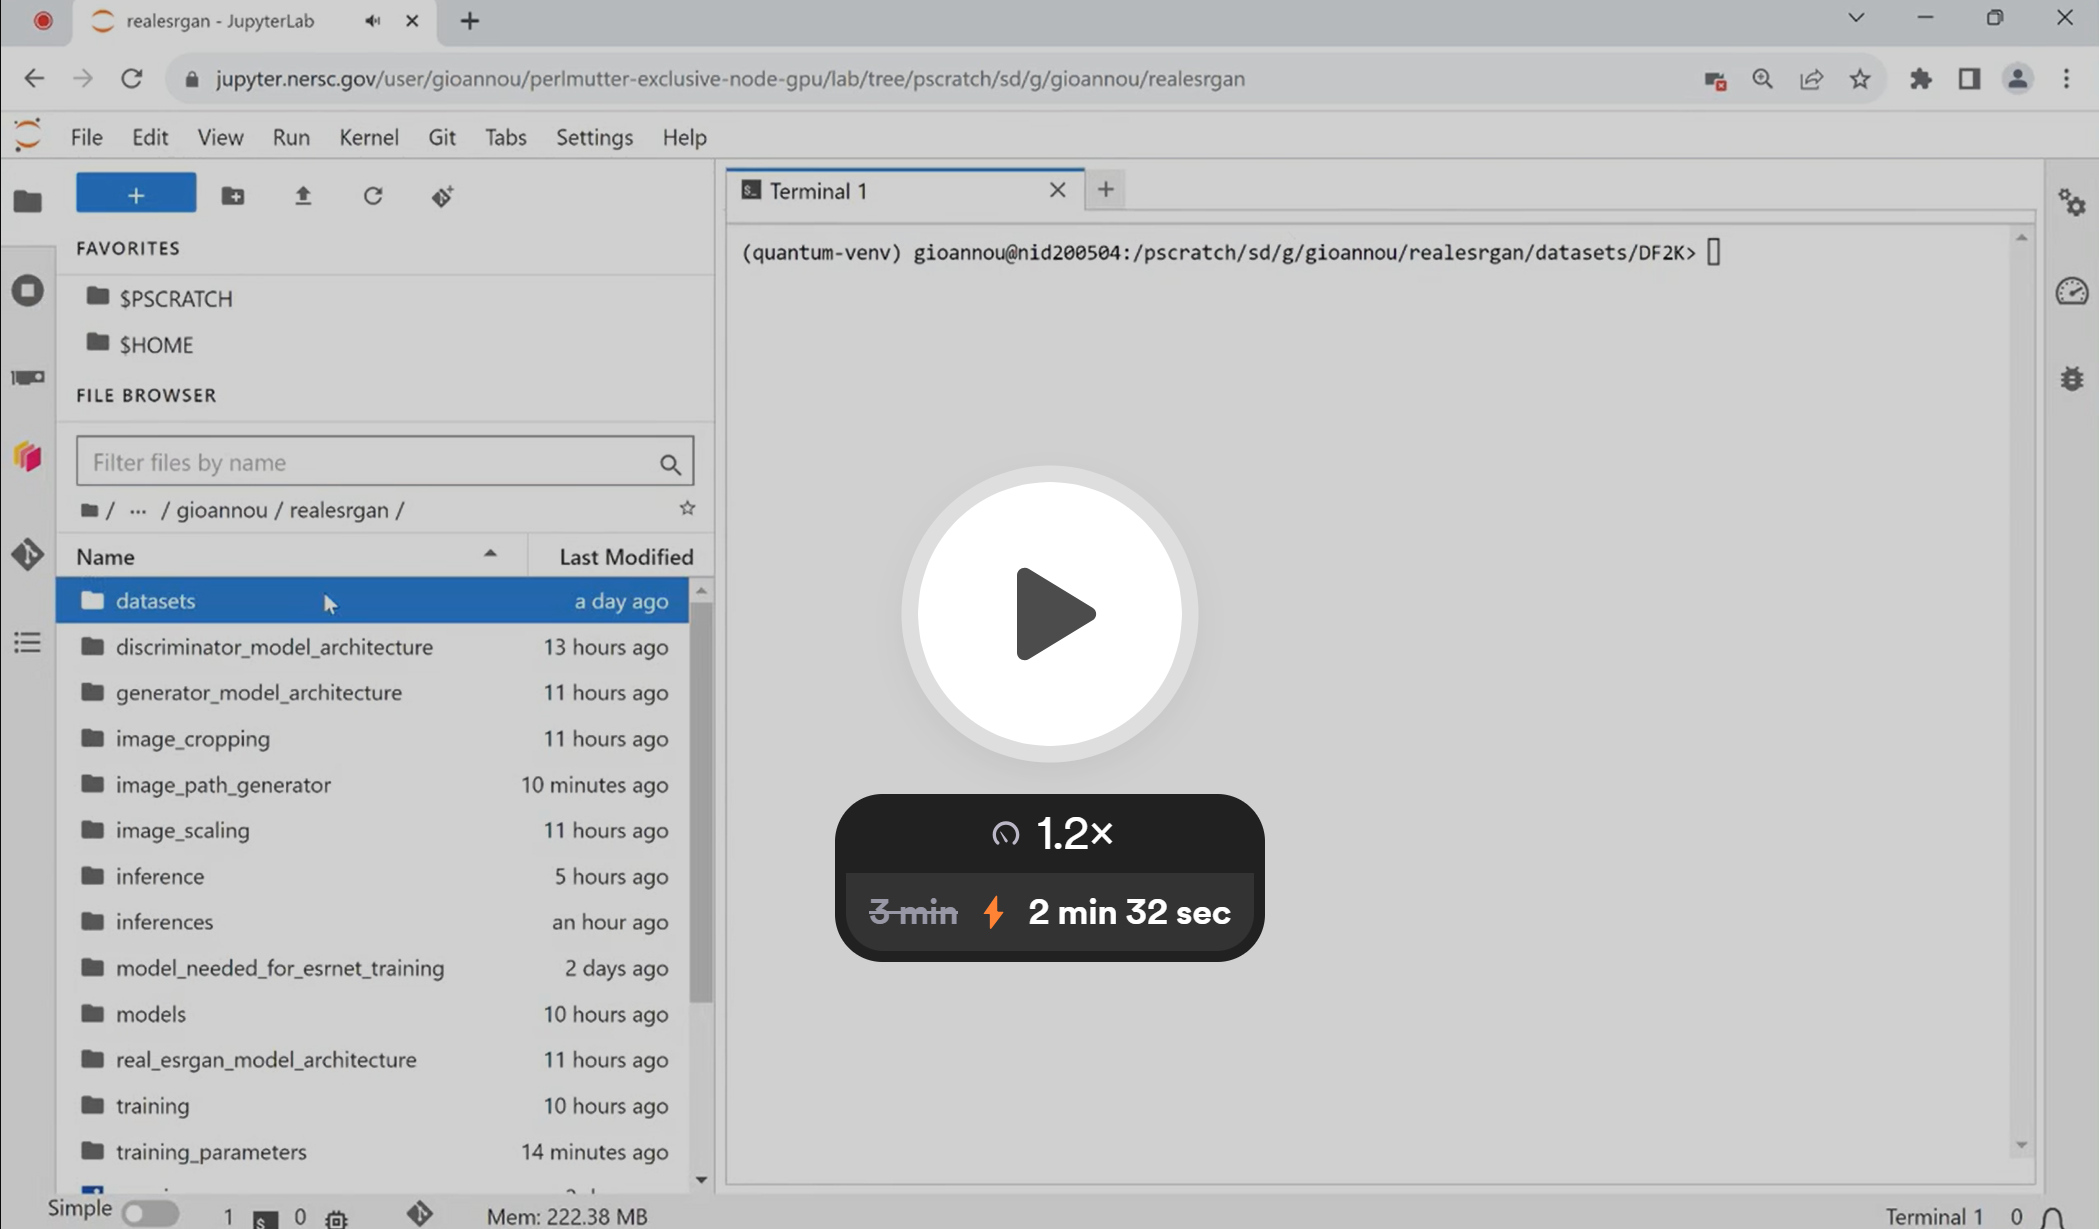 realesrgan - JupyterLab
jupyter.nersc.gov/user/gioannou/perlmutter-exclusive-node-gpu/lab/tree/pscratch/sd/g/gioannou/realesrgan
File Edit View Run Kernel Git Tabs Settings Help
Terminal 1
(quantum-venv) gioannou@nid200504:/pscratch/sd/g/gioannou/realesrgan/datasets/DF2K>
FAVORITES
$PSCRATCH
$HOME
FILE BROWSER
Filter files by name
/ ··· / gioannou / realesrgan /
Name Last Modified
datasets a day ago
discriminator_model_architecture 13 hours ago
generator_model_architecture 11 hours ago
image_cropping 11 hours ago
image_path_generator 10 minutes ago
image_scaling 11 hours ago
inference 5 hours ago
inferences an hour ago
model_needed_for_esrnet_training 2 days ago
models 10 hours ago
real_esrgan_model_architecture 11 hours ago
training 10 hours ago
training_parameters 14 minutes ago
1.2×
3 min 2 min 32 sec
Simple 1 0 Mem: 222.38 MB Terminal 1 0